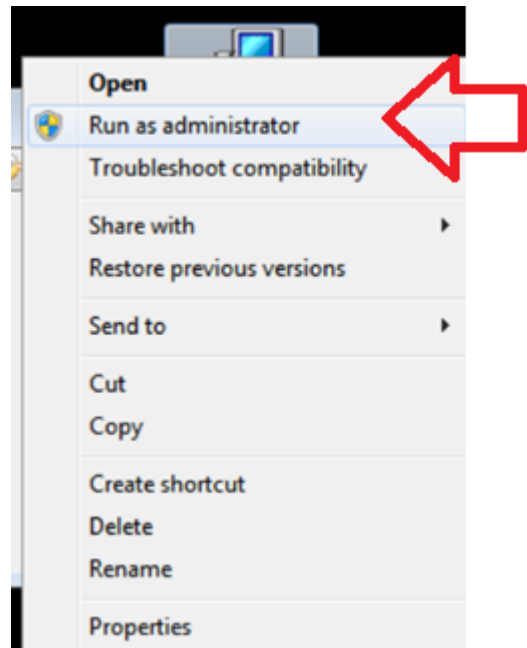 Open
Run as administrator
Troubleshoot compatibility
Share with
Restore previous versions
Send to
Cut
Copy
Create shortcut
Delete
Rename
Properties